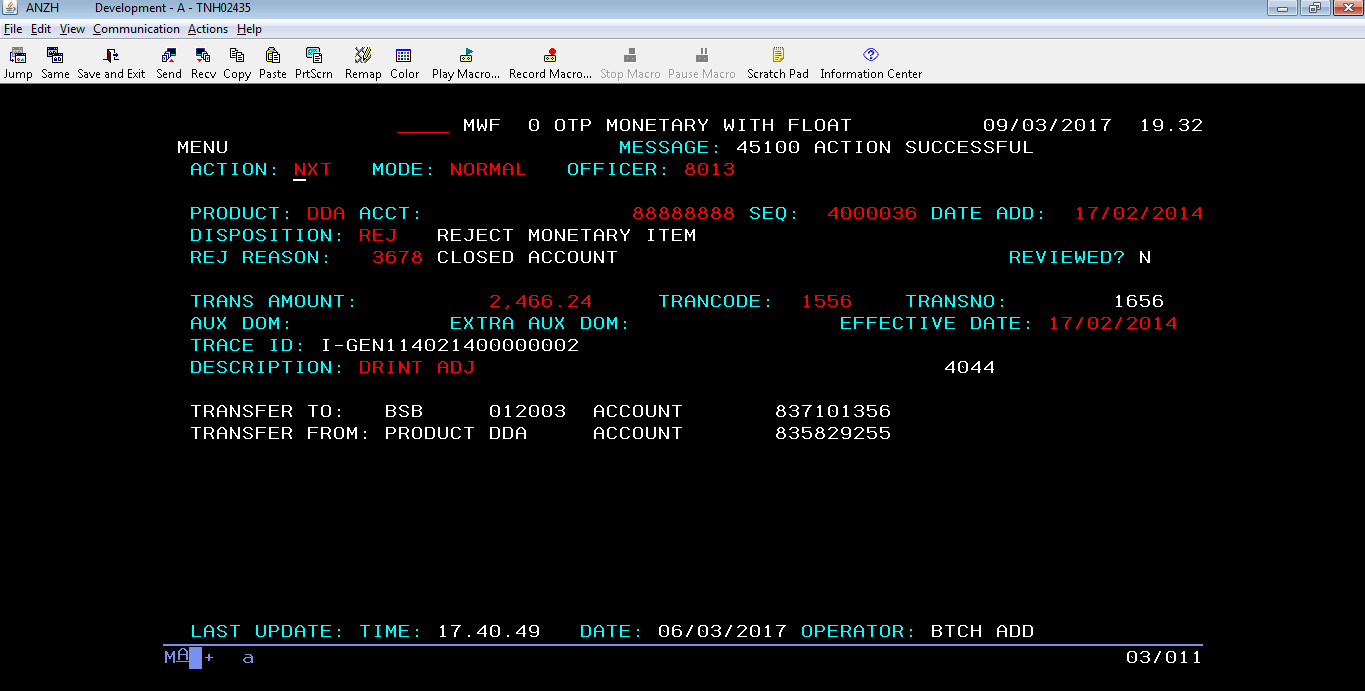 ANZH Development - A - TNH02435
File Edit View Communication Actions Help
Jump Same Save and Exit Send Recv Copy Paste PrtScrn Remap Color Play Macro... Record Macro... Stop Macro Pause Macro Scratch Pad Information Center
_____ MWF 0 OTP MONETARY WITH FLOAT 09/03/2017 19.32
MENU MESSAGE: 45100 ACTION SUCCESSFUL
ACTION: NXT MODE: NORMAL OFFICER: 8013
PRODUCT: DDA ACCT: 88888888 SEQ: 4000036 DATE ADD: 17/02/2014
DISPOSITION: REJ REJECT MONETARY ITEM
REJ REASON: 3678 CLOSED ACCOUNT REVIEWED? N
TRANS AMOUNT: 2,466.24 TRANCODE: 1556 TRANSNO: 1656
AUX DOM: EXTRA AUX DOM: EFFECTIVE DATE: 17/02/2014
TRACE ID: I-GEN114021400000002
DESCRIPTION: DRINT ADJ 4044
TRANSFER TO: BSB 012003 ACCOUNT 837101356
TRANSFER FROM: PRODUCT DDA ACCOUNT 835829255
LAST UPDATE: TIME: 17.40.49 DATE: 06/03/2017 OPERATOR: BTCH ADD
MA + a 03/011